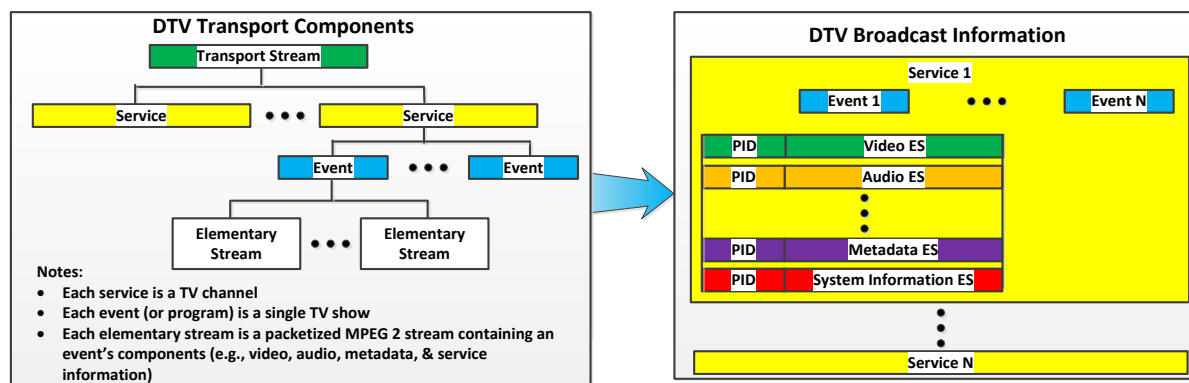 DTV Transport Components
Transport Stream
Service
● ● ●
Service
Event
● ● ●
Event
Elementary
Stream
● ● ●
Elementary
Stream
Notes:
● Each service is a TV channel
● Each event (or program) is a single TV show
● Each elementary stream is a packetized MPEG 2 stream containing an
event's components (e.g., video, audio, metadata, & service
information)
DTV Broadcast Information
Service 1
Event 1
● ● ●
Event N
PID Video ES
PID Audio ES
PID Metadata ES
PID System Information ES
Service N